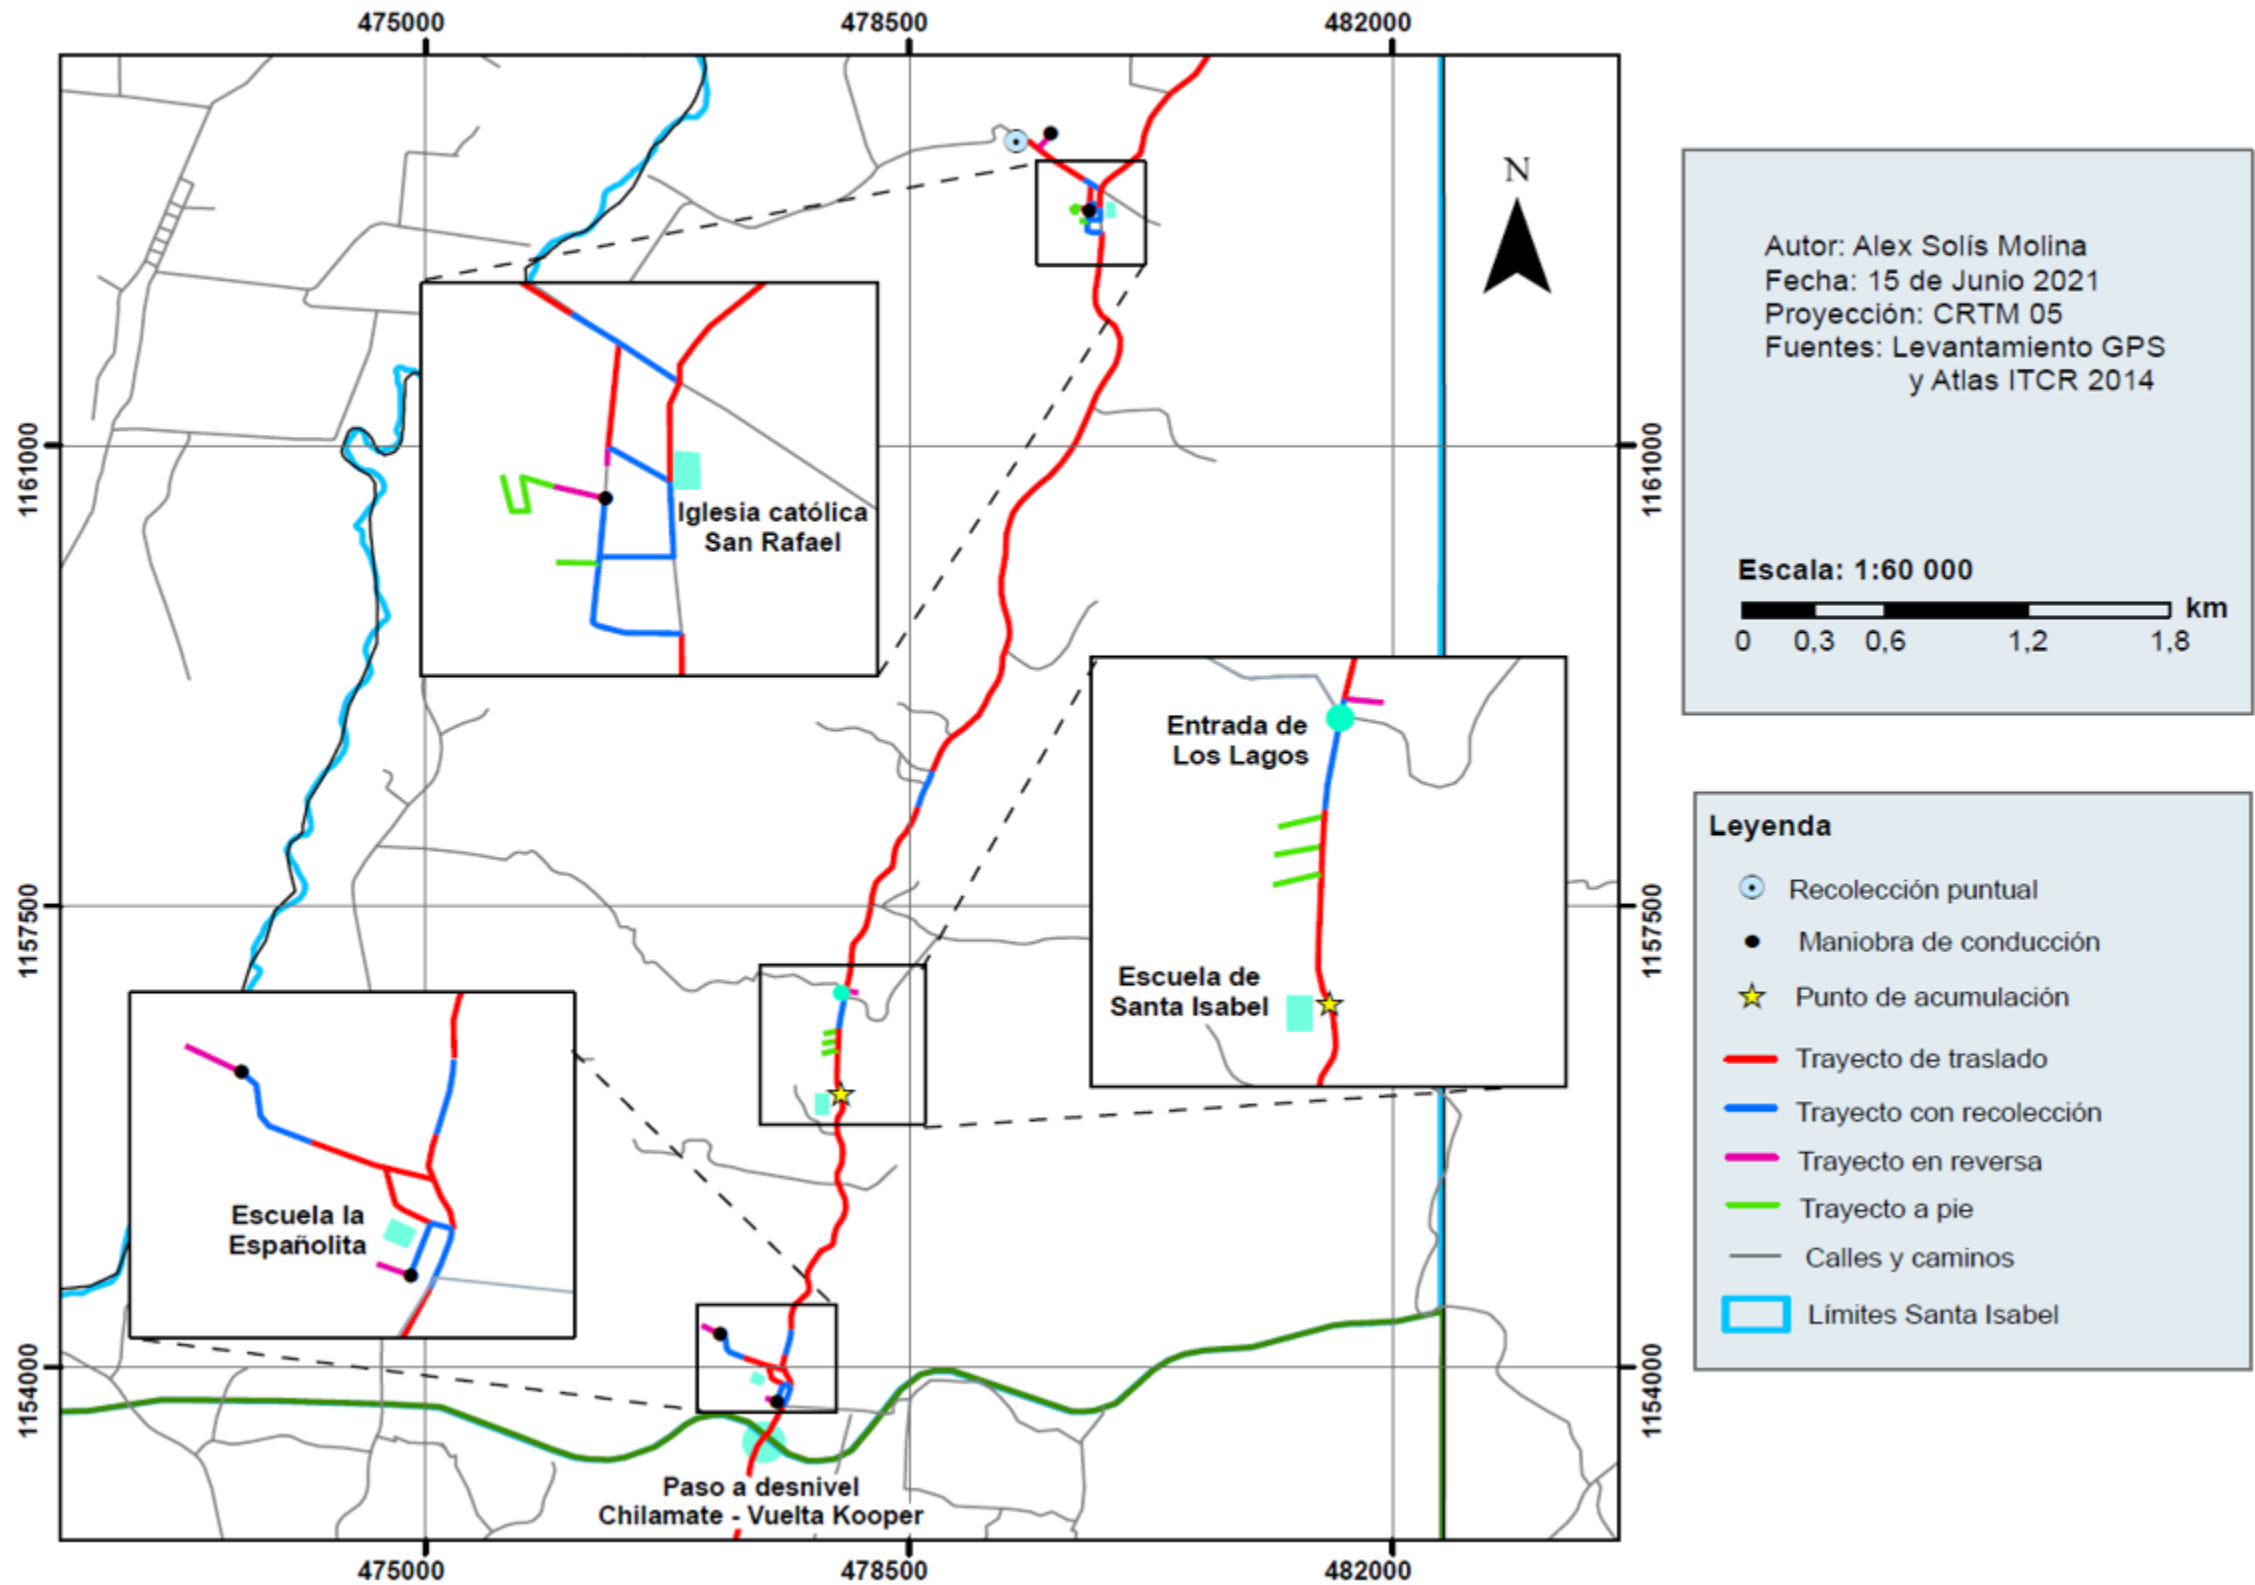 475000
478500
482000
1161000
1161000
1157500
1157500
1154000
1154000
N
Iglesia católica
San Rafael
Entrada de
Los Lagos
Escuela de
Santa Isabel
Escuela la
Españolita
Paso a desnivel
Chilamate - Vuelta Kooper
475000
478500
482000
Autor: Alex Solís Molina
Fecha: 15 de Junio 2021
Proyección: CRTM 05
Fuentes: Levantamiento GPS
y Atlas ITCR 2014
Escala: 1:60 000
km
0 0,3 0,6 1,2 1,8
Leyenda
Recolección puntual
Maniobra de conducción
Punto de acumulación
Trayecto de traslado
Trayecto con recolección
Trayecto en reversa
Trayecto a pie
Calles y caminos
Límites Santa Isabel